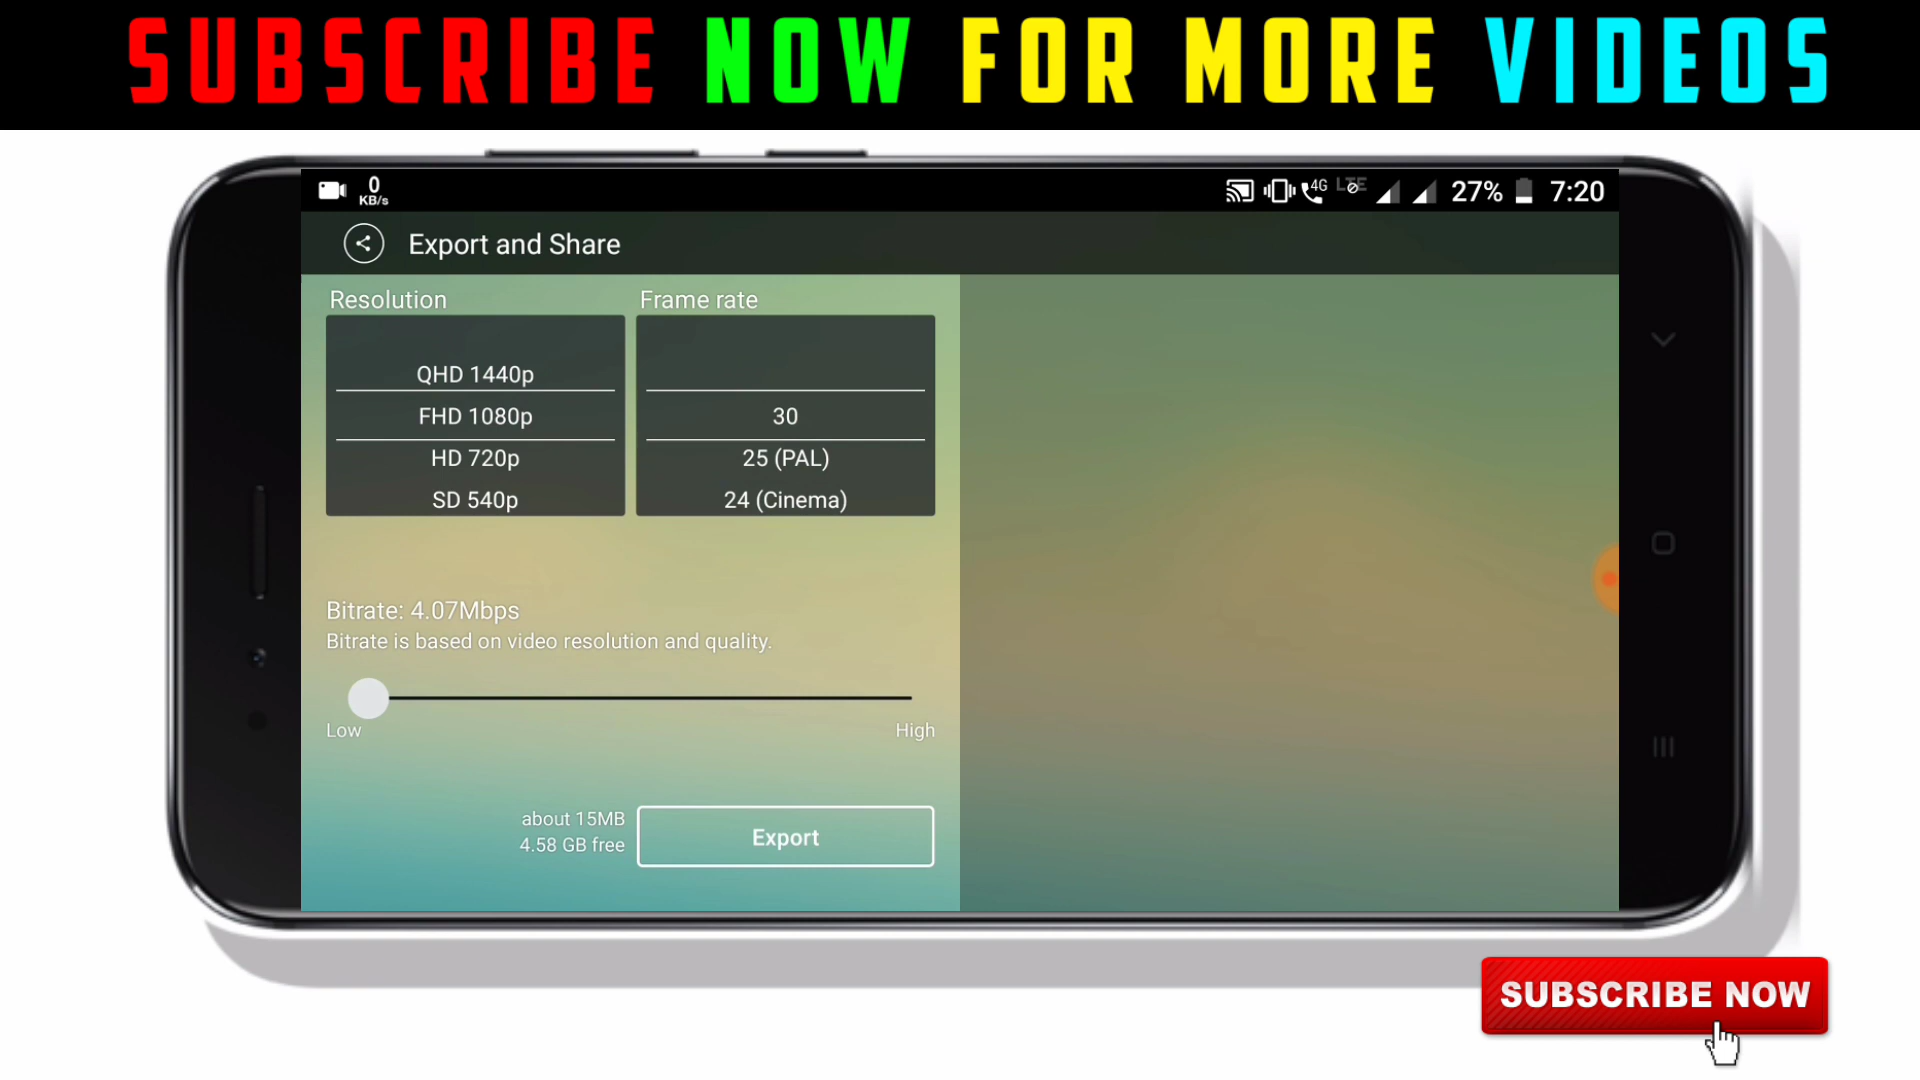 SUBSCRIBE NOW FOR MORE VIDEOS
0
KB/s
4G LTE 27% 7:20
Export and Share
Resolution
Frame rate
QHD 1440p
FHD 1080p
HD 720p
SD 540p
30
25 (PAL)
24 (Cinema)
Bitrate: 4.07Mbps
Bitrate is based on video resolution and quality.
Low
High
about 15MB
4.58 GB free
Export
SUBSCRIBE NOW